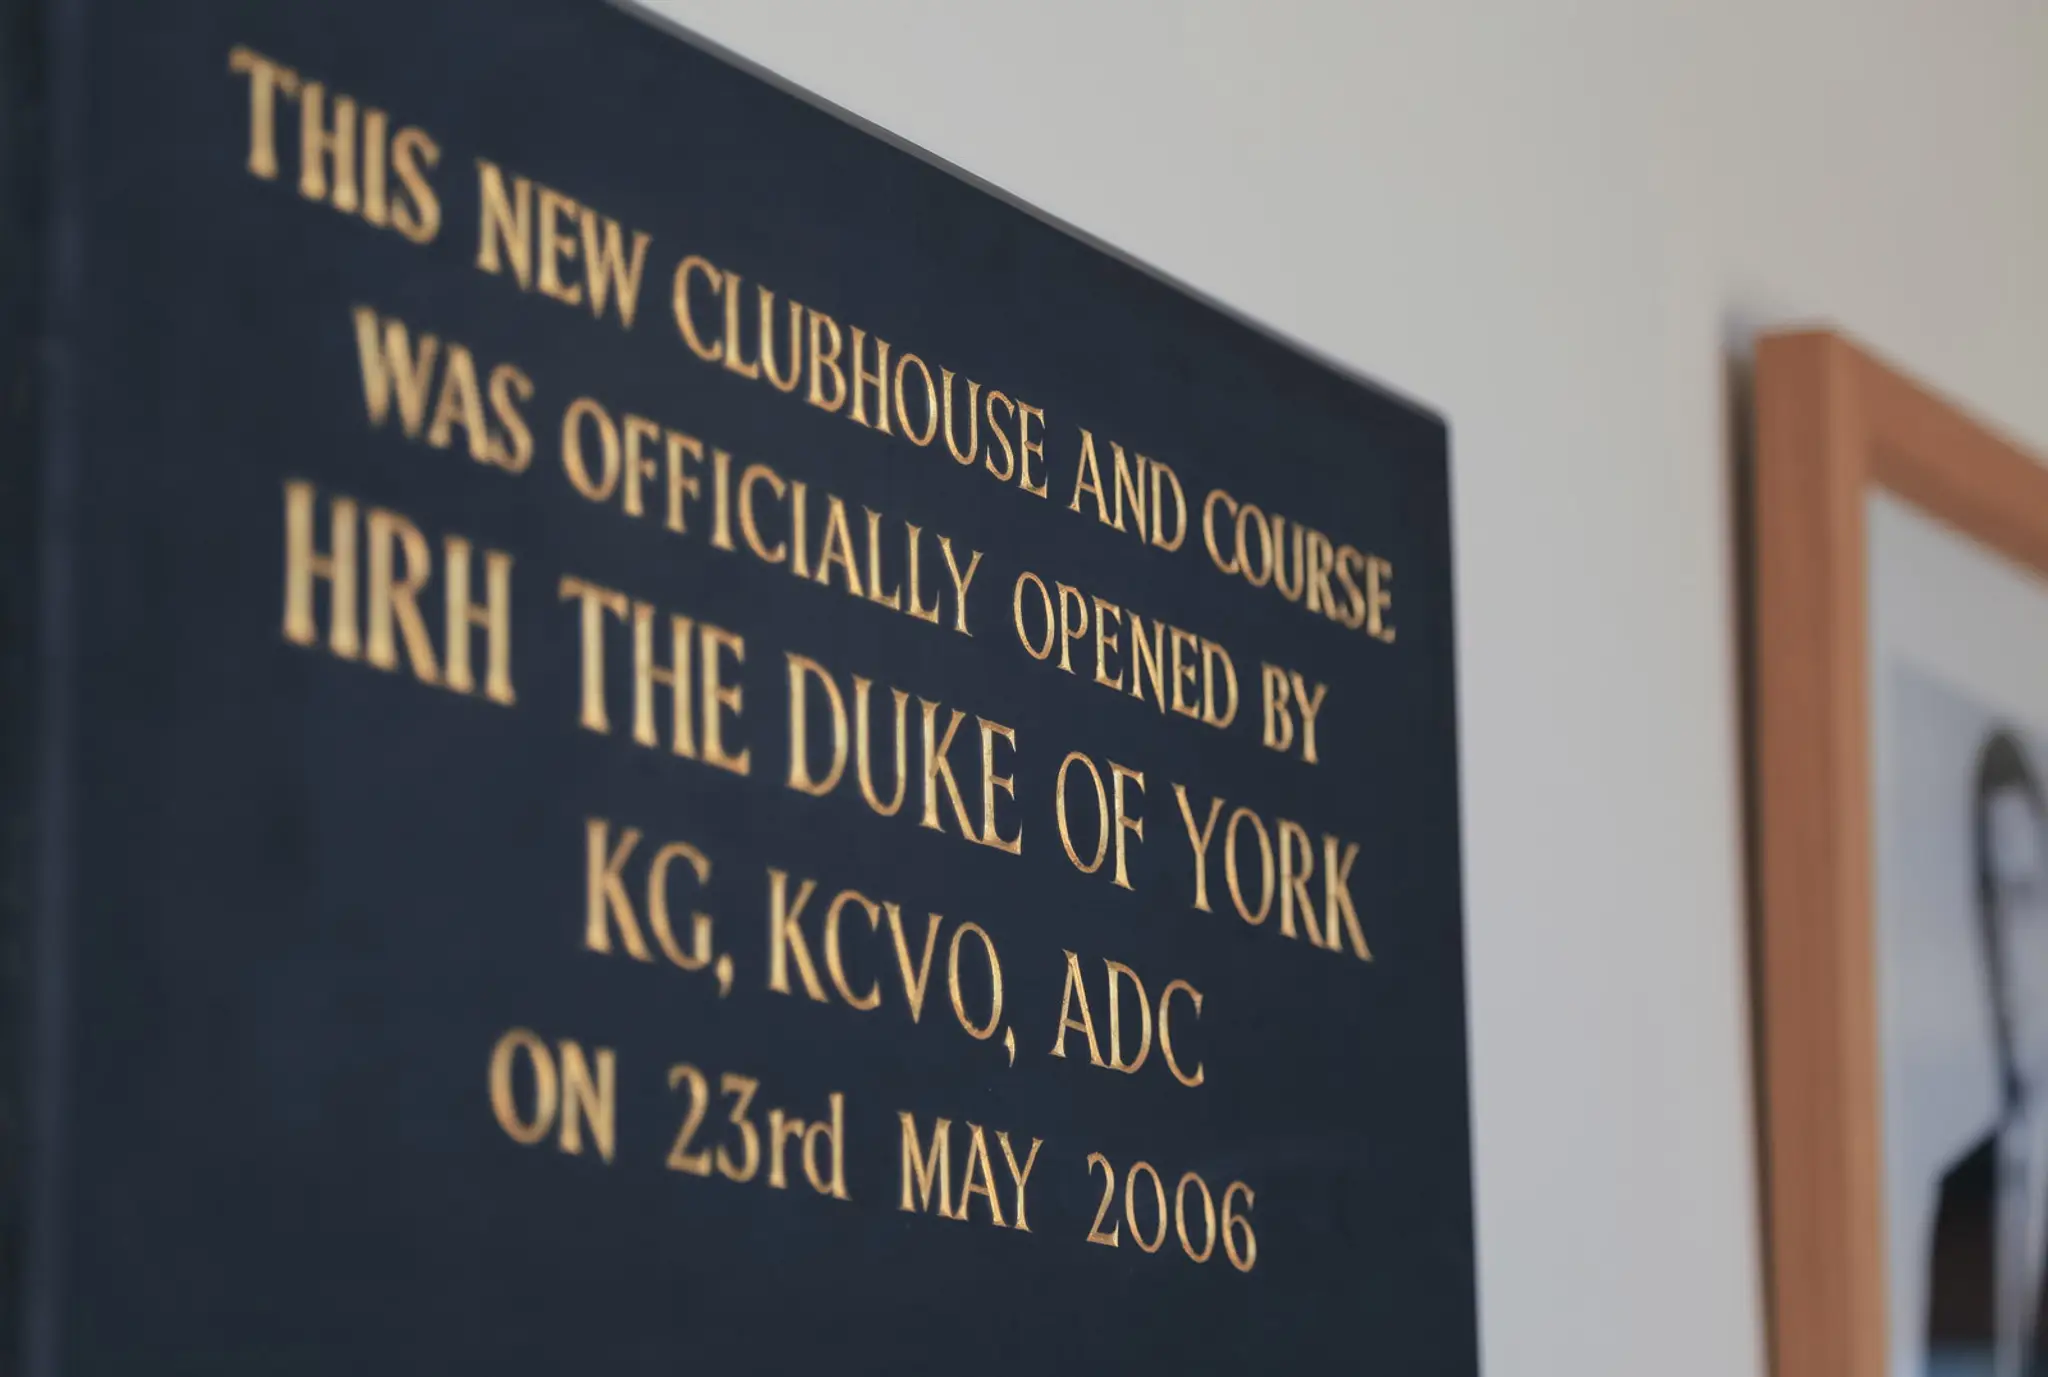 THIS NEW CLUBHOUSE AND COURSE
WAS OFFICIALLY OPENED BY
HRH THE DUKE OF YORK
KG, KCVO, ADC
ON 23rd MAY 2006